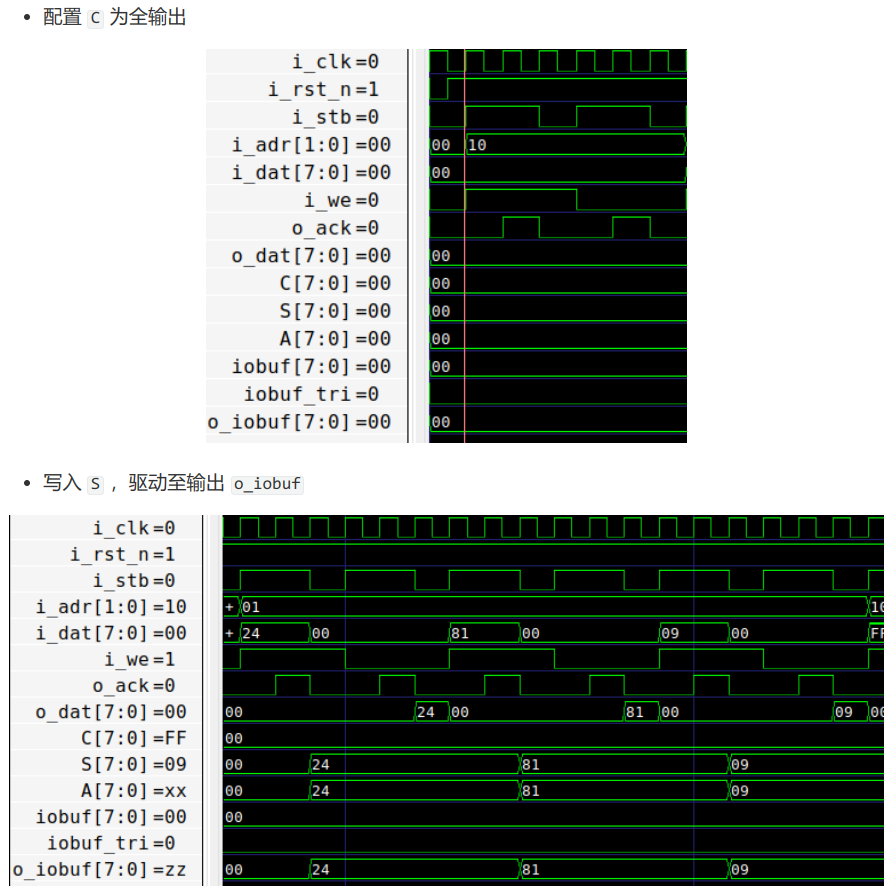 配置 C 为全输出
i_clk=0
i_rst_n=1
i_stb=0
i_adr[1:0]=00 00 10
i_dat[7:0]=00 00
i_we=0
o_ack=0
o_dat[7:0]=00 00
C[7:0]=00 00
S[7:0]=00 00
A[7:0]=00 00
iobuf[7:0]=00 00
iobuf_tri=0
o_iobuf[7:0]=00 00
写入 S ，驱动至输出 o_iobuf
i_clk=0
i_rst_n=1
i_stb=0
i_adr[1:0]=10 + 01 10
i_dat[7:0]=00 + 24 00 81 00 09 00 FF
i_we=1
o_ack=0
o_dat[7:0]=00 00 24 00 81 00 09 00
C[7:0]=FF 00
S[7:0]=09 00 24 81 09
A[7:0]=xx 00 24 81 09
iobuf[7:0]=00 00
iobuf_tri=0
o_iobuf[7:0]=zz 00 24 81 09